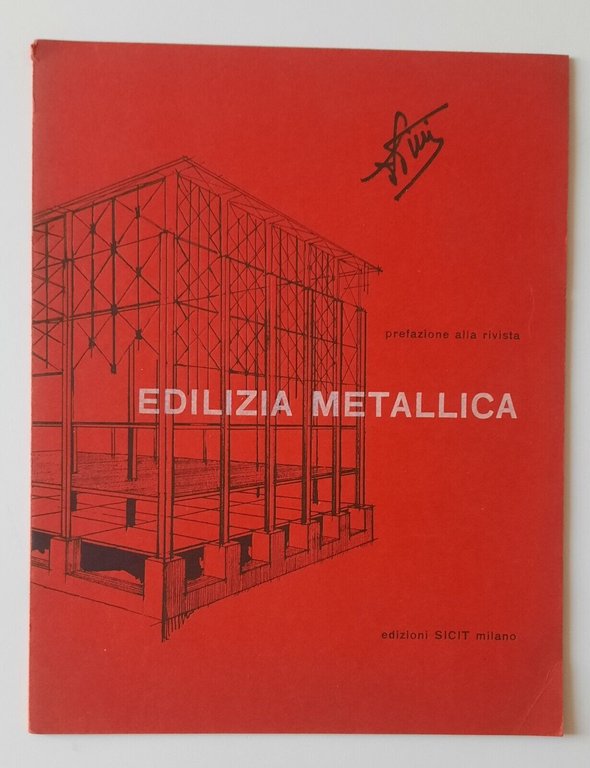 prefazione alla rivista
EDILIZIA METALLICA
edizioni SICIT milano